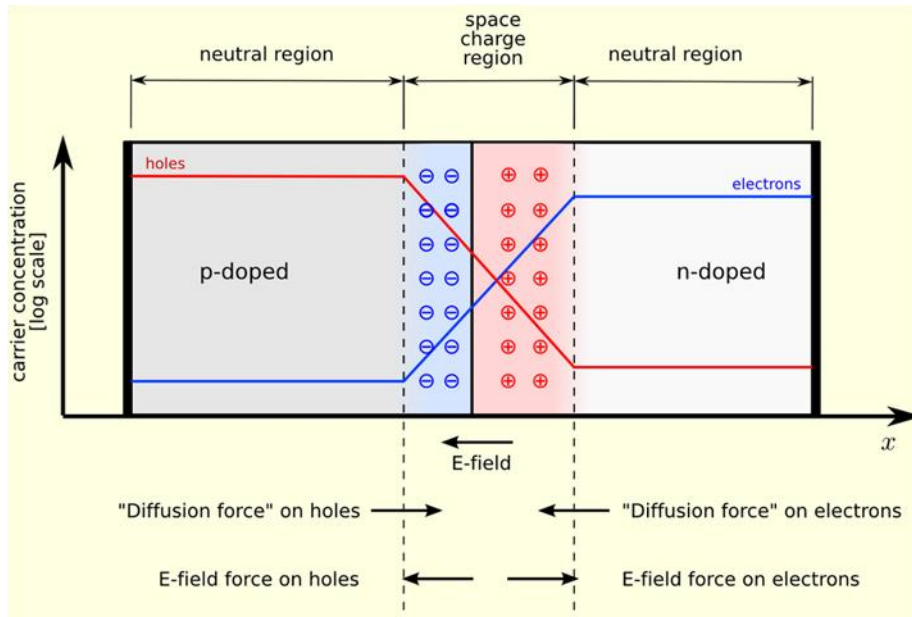 space
charge
region
neutral region
neutral region
carrier concentration
[log scale]
holes
electrons
p-doped
n-doped
x
E-field
"Diffusion force" on holes
"Diffusion force" on electrons
E-field force on holes
E-field force on electrons